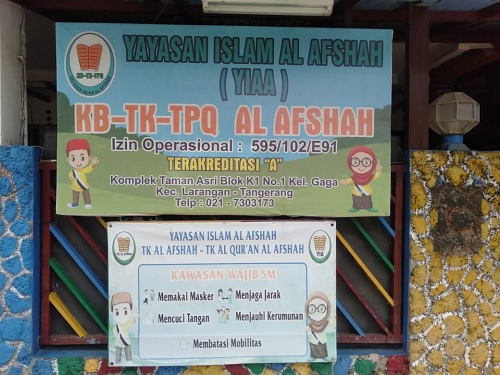 YAYASAN ISLAM AL AFSHAH
( YIAA )
KB-TK-TPQ
KB-TK-TPQ AL AFSHAH
Izin Operasional : 595/102/E91
TERAKREDITASI "A"
Komplek Taman Asri Blok K1 No.1 Kel. Gaga
Kec. Larangan - Tangerang
Telp : 021 - 7303173
YAYASAN ISLAM AL AFSHAH
TK AL AFSHAH - TK AL QUR'AN AL AFSHAH
KAWASAN WAJIB 5M
Memakai Masker
Menjaga Jarak
Mencuci Tangan
Menjauhi Kerumunan
Membatasi Mobilitas